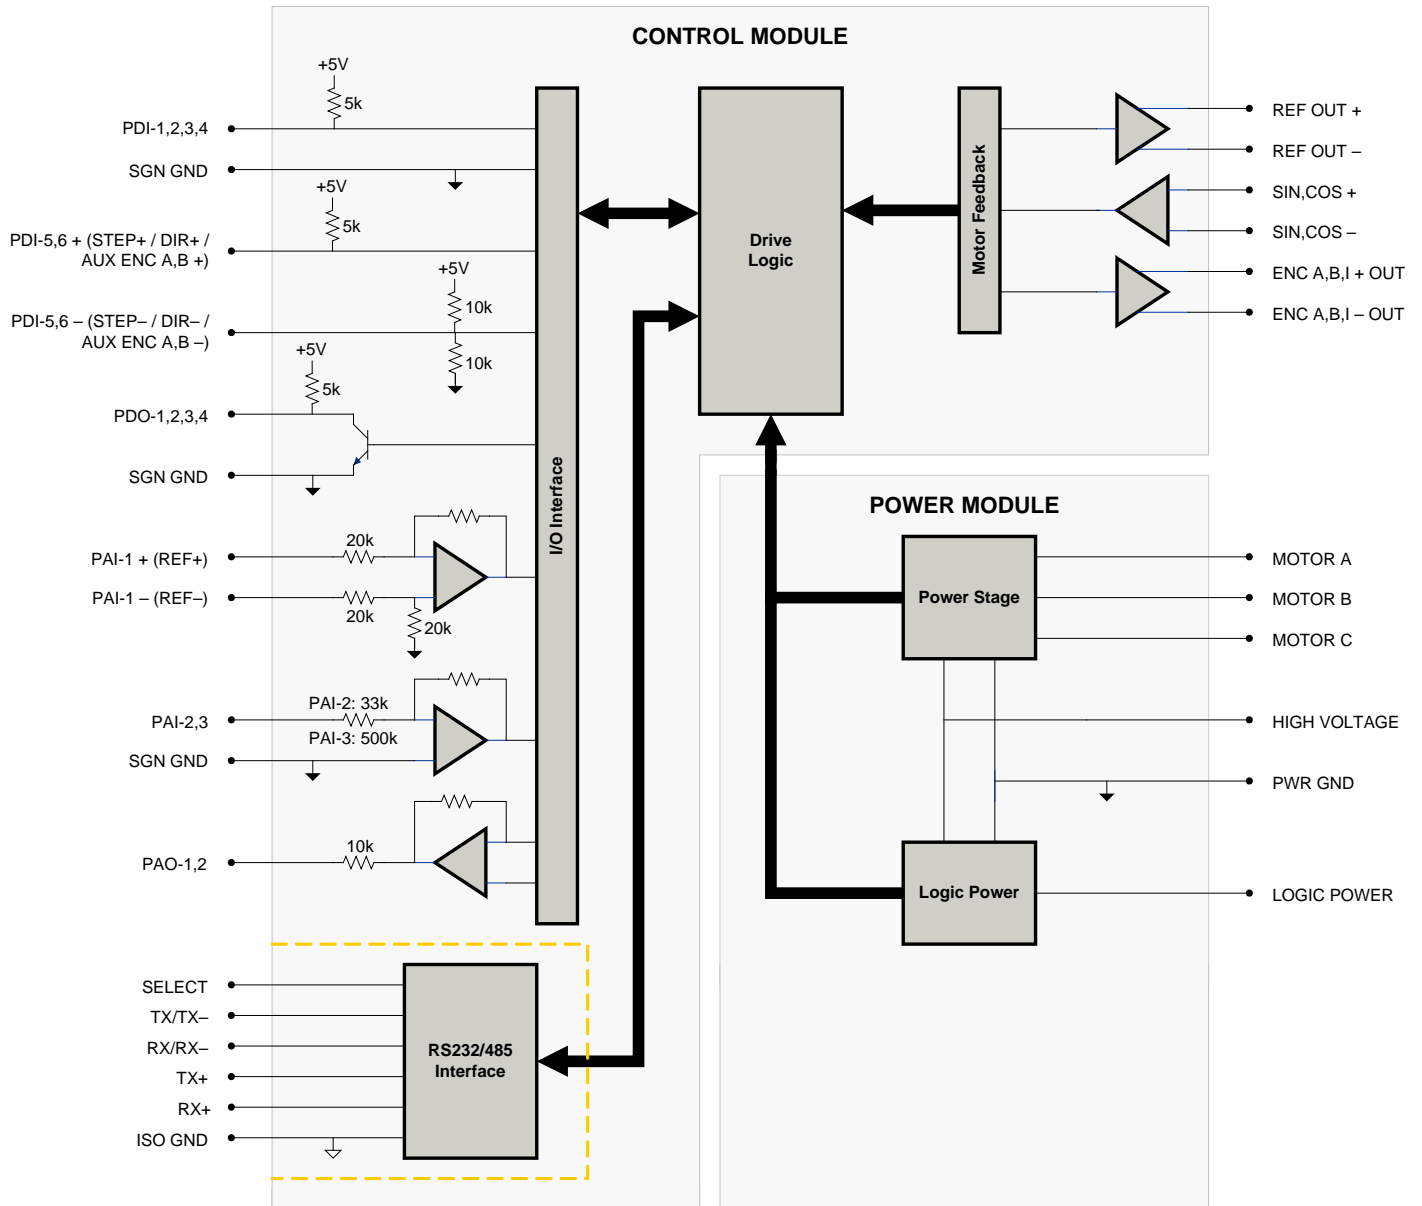 CONTROL MODULE
+5V
5k
PDI-1,2,3,4
SGN GND
+5V
5k
PDI-5,6 + (STEP+ / DIR+ /
AUX ENC A,B +)
+5V
10k
PDI-5,6 – (STEP– / DIR– /
AUX ENC A,B –)
10k
+5V
5k
PDO-1,2,3,4
SGN GND
20k
PAI-1 + (REF+)
PAI-1 – (REF–)
20k
20k
PAI-2: 33k
PAI-2,3
PAI-3: 500k
SGN GND
10k
PAO-1,2
I/O Interface
SELECT
TX/TX–
RX/RX–
TX+
RX+
ISO GND
RS232/485
Interface
Drive
Logic
Motor Feedback
REF OUT +
REF OUT –
SIN,COS +
SIN,COS –
ENC A,B,I + OUT
ENC A,B,I – OUT
POWER MODULE
Power Stage
MOTOR A
MOTOR B
MOTOR C
HIGH VOLTAGE
PWR GND
Logic Power
LOGIC POWER